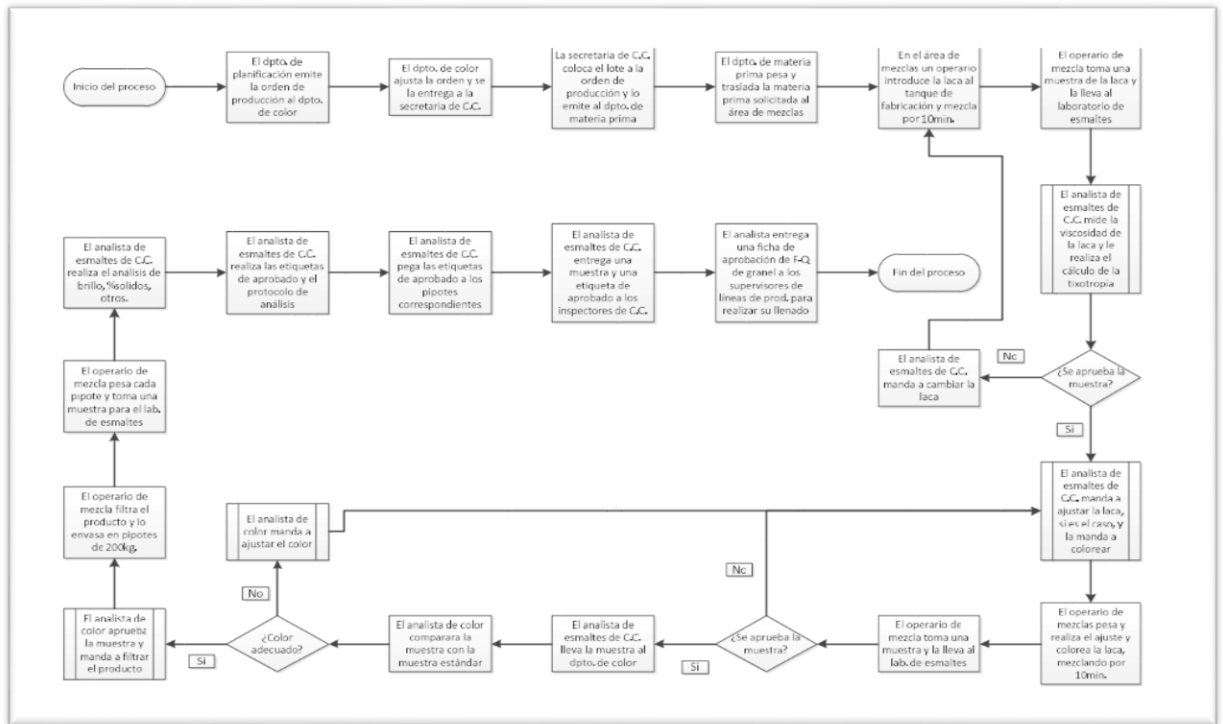 Inicio del proceso
El dpto. de
planificación emite
la orden de
producción al dpto.
de color
El dpto. de color
ajusta la orden y se
la entrega a la
secretaria de C.C.
La secretaria de C.C.
coloca el lote a la
orden de
producción y lo
emite al dpto. de
materia prima
El dpto. de materia
prima pesa y
traslada la materia
prima solicitada al
área de mezclas
En el área de
mezclas un operario
introduce la laca al
tanque de
fabricación y mezcla
por 10min.
El operario de
mezcla toma una
muestra de la laca y
la lleva al
laboratorio de
esmaltes
El analista de
esmaltes de
C.C. mide la
viscosidad de
la laca y le
realiza el
cálculo de la
tixotropia
¿Se aprueba la
muestra?
No
El analista de
esmaltes de C.C.
manda a cambiar la
laca
Si
El analista de
esmaltes de
C.C. manda a
ajustar la laca,
si es el caso, y
la manda a
colorear
El operario de
mezclas pesa y
realiza el ajuste y
colorea la laca,
mezclando por
10min.
El operario de
mezcla toma una
muestra y la lleva al
lab. de esmaltes
¿Se aprueba la
muestra?
No
Si
El analista de
esmaltes de C.C.
lleva la muestra al
dpto. de color
El analista de color
comparara la
muestra con la
muestra estándar
¿Color
adecuado?
No
El analista de
color manda a
ajustar el color
Si
El analista de
color aprueba
la muestra y
manda a filtrar
el producto
El operario de
mezcla filtra el
producto y lo
envasa en pipotes
de 200kg.
El operario de
mezcla pesa cada
pipote y toma una
muestra para el lab.
de esmaltes
El analista de
esmaltes de C.C.
realiza el análisis de
brillo, %solidos,
otros.
El analista de
esmaltes de C.C.
realiza las etiquetas
de aprobado y el
protocolo de
análisis
El analista de
esmaltes de C.C.
pega las etiquetas
de aprobado a los
pipotes
correspondientes
El analista de
esmaltes de C.C.
entrega una
muestra y una
etiqueta de
aprobado a los
inspectores de C.C.
El analista entrega
una ficha de
aprobación de F-Q
de granel a los
supervisores de
líneas de prod. para
realizar su llenado
Fin del proceso